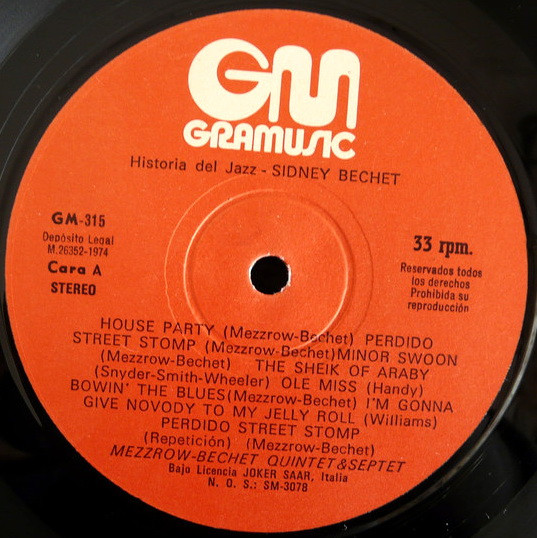 GM
GRAMUSIC
Historia del Jazz - SIDNEY BECHET
GM-315
Depósito Legal
M.26352-1974
Cara A
STEREO
33 rpm.
Reservados todos
los derechos
Prohibida su
reproducción
HOUSE PARTY (Mezzrow-Bechet) PERDIDO
STREET STOMP (Mezzrow-Bechet)MINOR SWOON
(Mezzrow-Bechet) THE SHEIK OF ARABY
(Snyder-Smith-Wheeler) OLE MISS (Handy)
BOWIN' THE BLUES(Mezzrow-Bechet) I'M GONNA
GIVE NOVODY TO MY JELLY ROLL (Williams)
PERDIDO STREET STOMP
(Repetición) (Mezzrow-Bechet)
MEZZROW-BECHET QUINTET&SEPTET
Bajo Licencia JOKER SAAR, Italia
N. O. S.: SM-3078